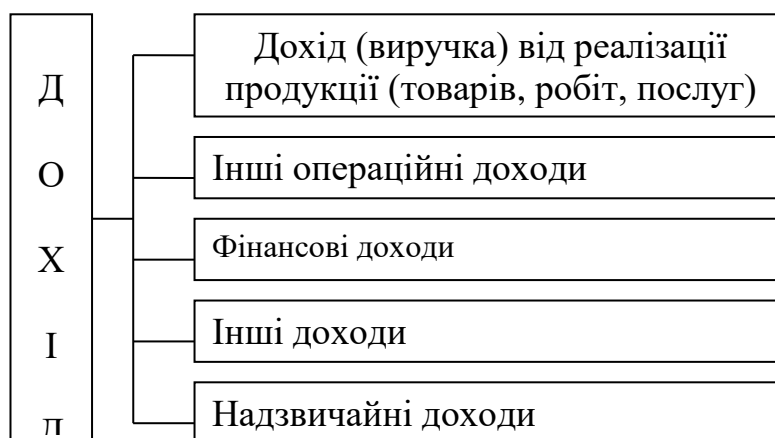 Д
О
Х
І
Д
Дохід (виручка) від реалізації
продукції (товарів, робіт, послуг)
Інші операційні доходи
Фінансові доходи
Інші доходи
Надзвичайні доходи